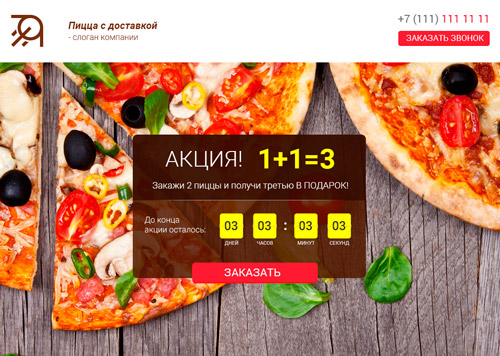 Пицца с доставкой
- слоган компании
+7 (111) 111 11 11
ЗАКАЗАТЬ ЗВОНОК
АКЦИЯ! 1+1=3
Закажи 2 пиццы и получи третью В ПОДАРОК!
До конца
акции осталось:
03 03 : 03 03
ДНЕЙ ЧАСОВ МИНУТ СЕКУНД
ЗАКАЗАТЬ